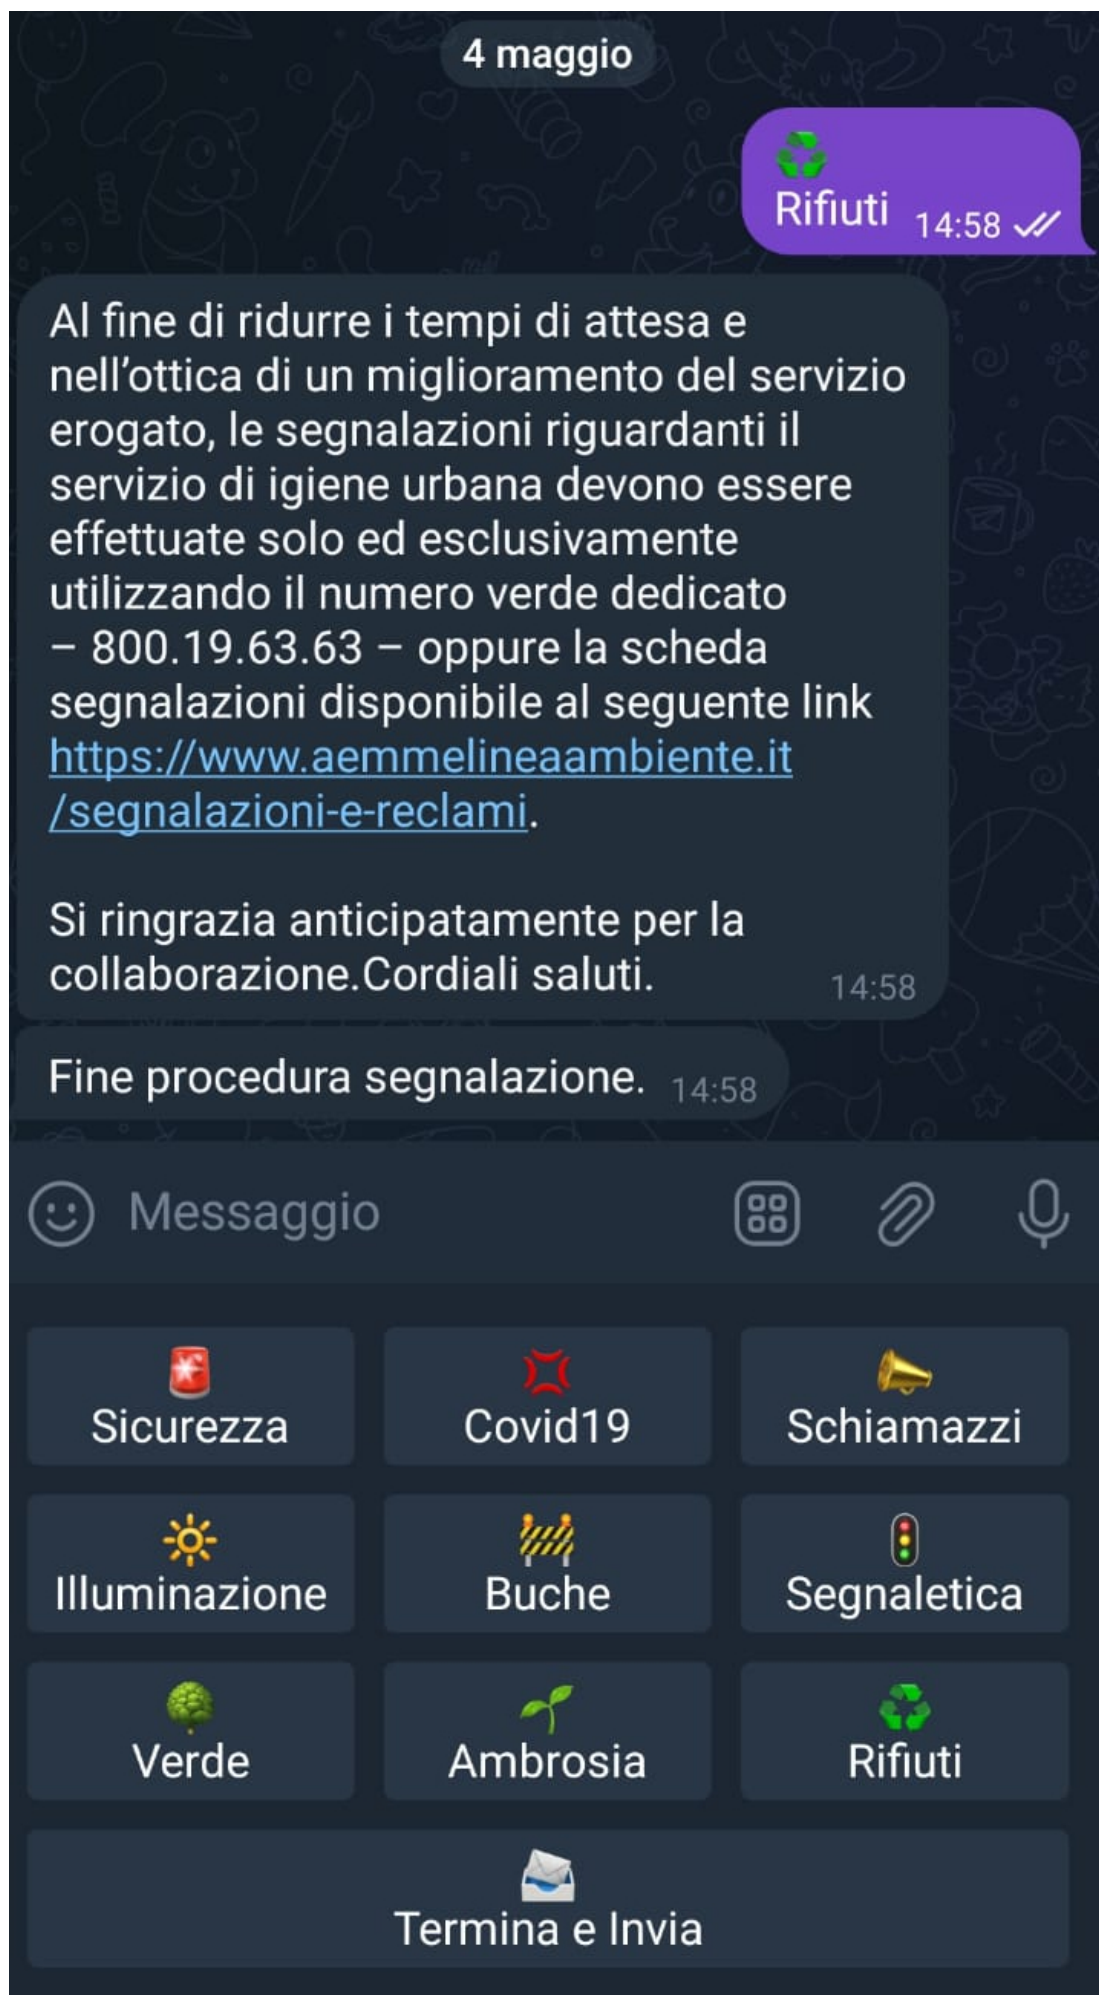 4 maggio
♻
Rifiuti 14:58
Al fine di ridurre i tempi di attesa e
nell'ottica di un miglioramento del servizio
erogato, le segnalazioni riguardanti il
servizio di igiene urbana devono essere
effettuate solo ed esclusivamente
utilizzando il numero verde dedicato
– 800.19.63.63 – oppure la scheda
segnalazioni disponibile al seguente link
https://www.aemmelineaambiente.it
/segnalazioni-e-reclami.
Si ringrazia anticipatamente per la
collaborazione.Cordiali saluti. 14:58
Fine procedura segnalazione. 14:58
Messaggio
Sicurezza
Covid19
Schiamazzi
Illuminazione
Buche
Segnaletica
Verde
Ambrosia
Rifiuti
Termina e Invia